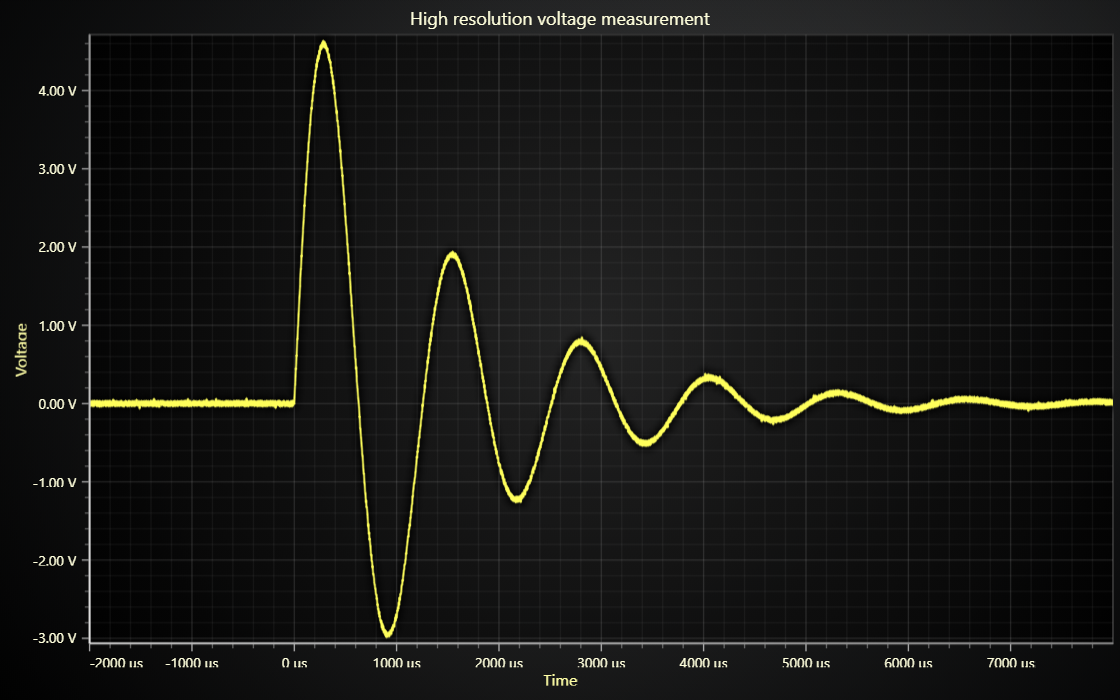 High resolution voltage measurement
4.00 V
3.00 V
2.00 V
1.00 V
0.00 V
-1.00 V
-2.00 V
-3.00 V
Voltage
-2000 us -1000 us 0 us 1000 us 2000 us 3000 us 4000 us 5000 us 6000 us 7000 us
Time